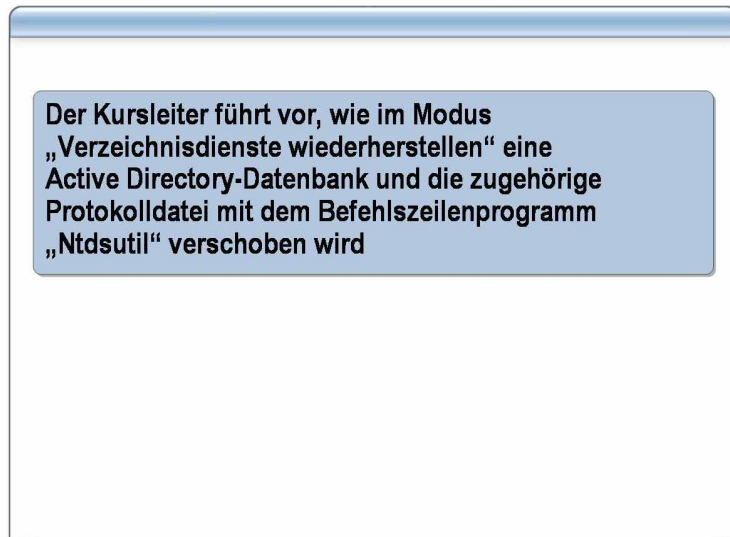 Der Kursleiter führt vor, wie im Modus
„Verzeichnisdienste wiederherstellen“ eine
Active Directory-Datenbank und die zugehörige
Protokolldatei mit dem Befehlszeilenprogramm
„Ntdsutil“ verschoben wird